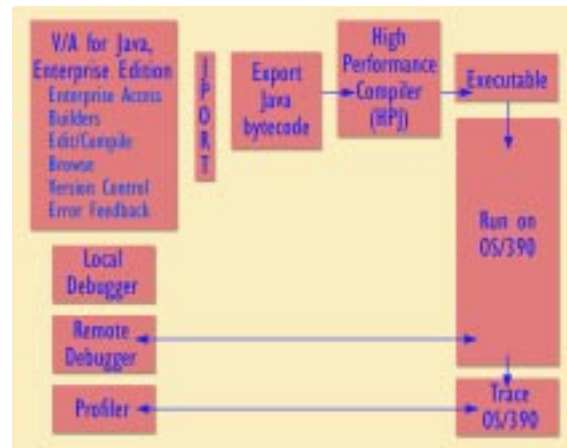 V/A for Java,
Enterprise Edition
Enterprise Access
Builders
Edit/Compile
Browse
Version Control
Error Feedback
JPORT
Export
Java
bytecode
High
Performance
Compiler
(HPJ)
Executable
Run on
OS/390
Local
Debugger
Remote
Debugger
Profiler
Trace
OS/390